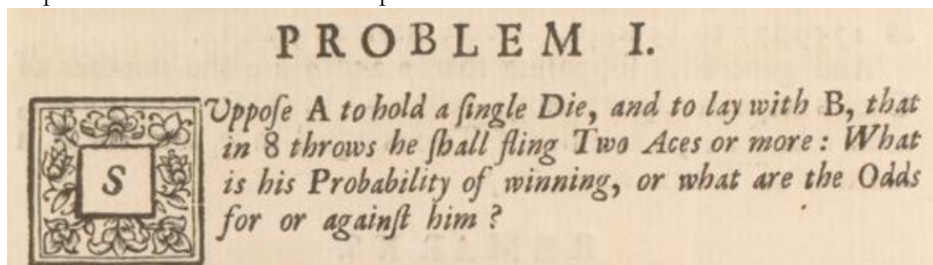 PROBLEM I.
SUppoſe A to hold a ſingle Die, and to lay with B, that
in 8 throws he ſhall fling Two Aces or more: What
is his Probability of winning, or what are the Odds
for or againſt him?